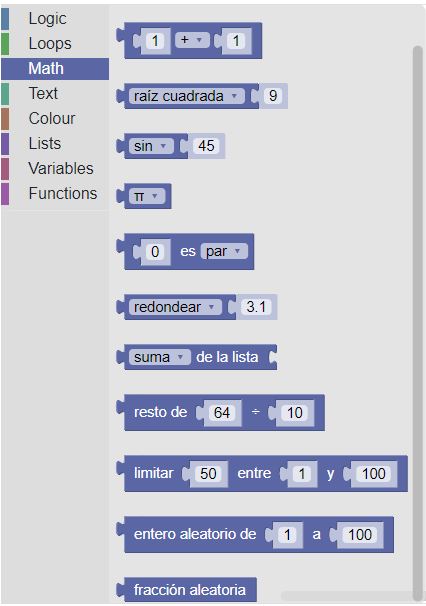 Logic
Loops
Math
Text
Colour
Lists
Variables
Functions
1 + 1
raíz cuadrada 9
sin 45
π
0 es par
redondear 3.1
suma de la lista
resto de 64 ÷ 10
limitar 50 entre 1 y 100
entero aleatorio de 1 a 100
fracción aleatoria